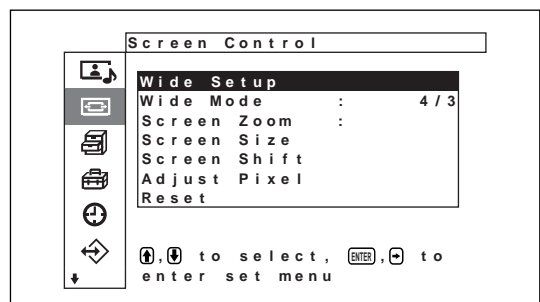 Screen Control
Wide Setup
Wide Mode : 4/3
Screen Zoom :
Screen Size
Screen Shift
Adjust Pixel
Reset
↑,↓ to select, ENTER,→ to
enter set menu